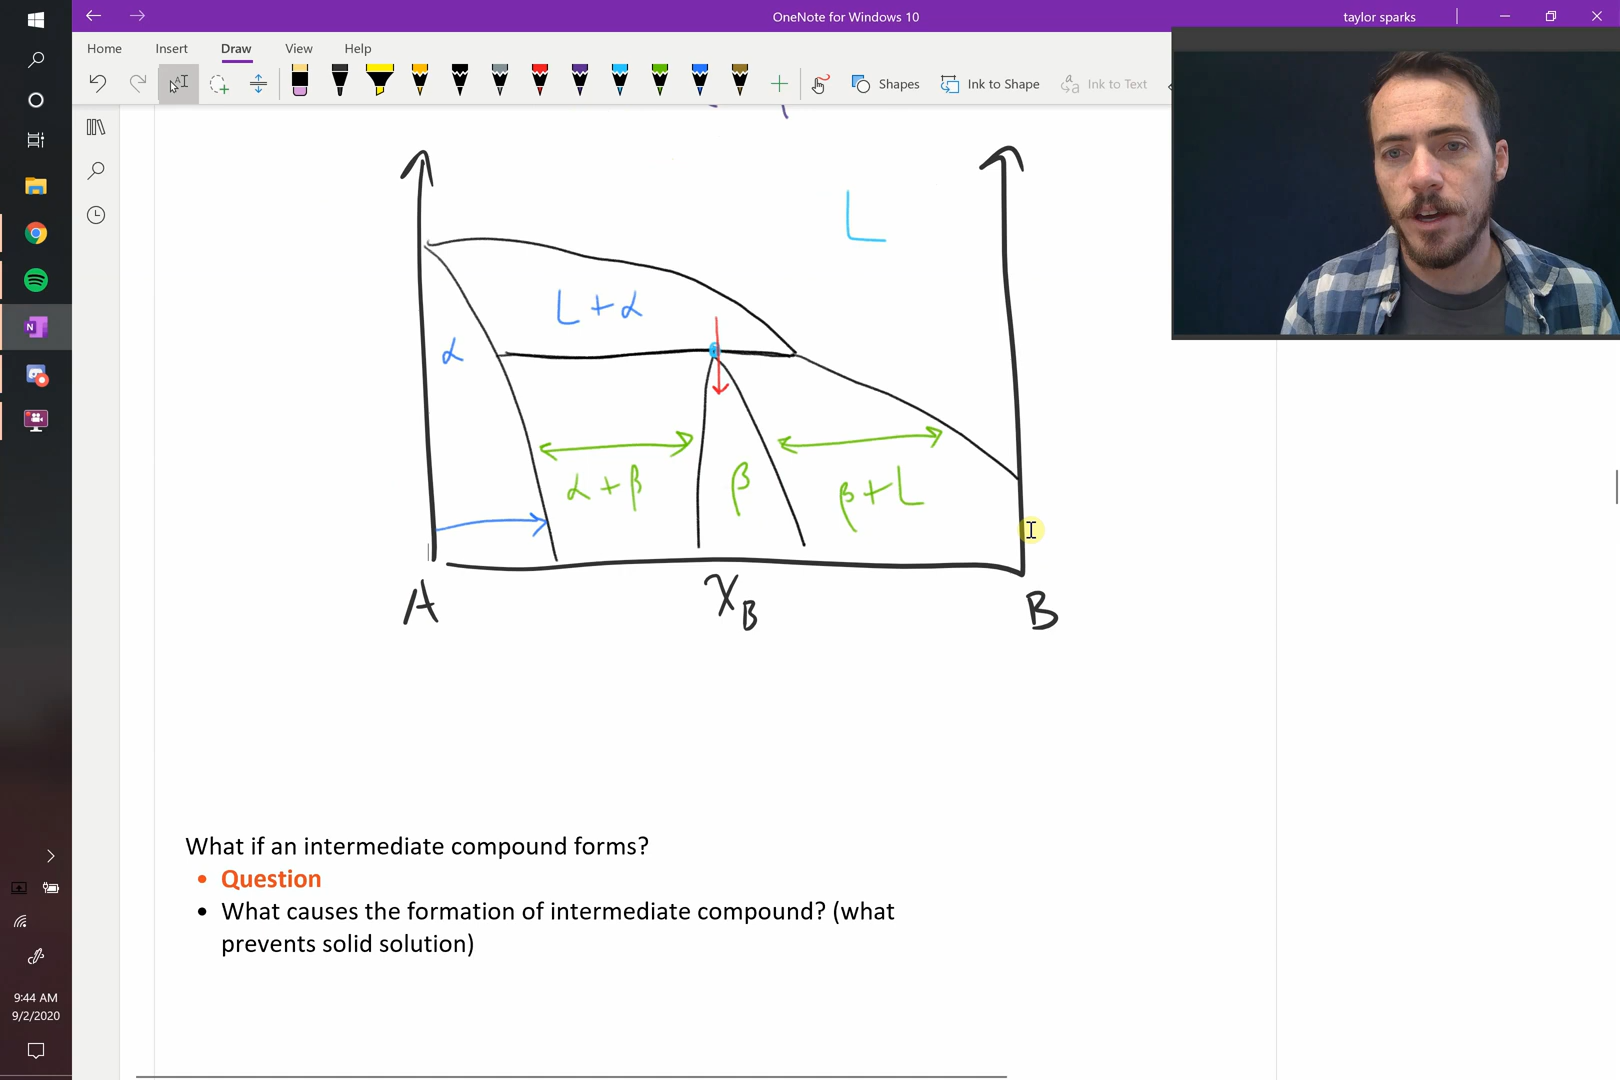 OneNote for Windows 10
taylor sparks
Home Insert Draw View Help
Shapes
Ink to Shape
Ink to Text
L
L + α
α
α + β
β
β + L
A
X_B
B
What if an intermediate compound forms?
• Question
• What causes the formation of intermediate compound? (what
prevents solid solution)
9:44 AM
9/2/2020